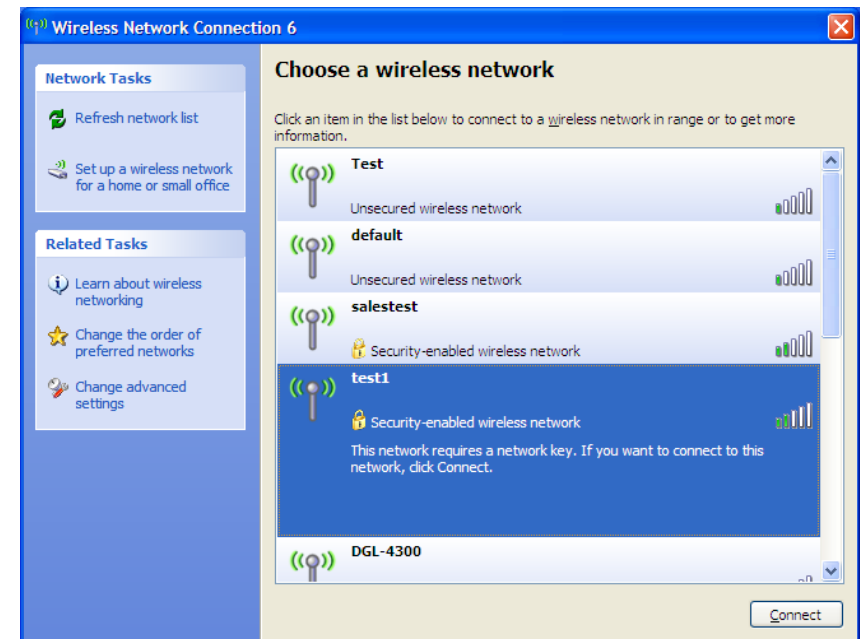 Wireless Network Connection 6
Network Tasks
Refresh network list
Set up a wireless network
for a home or small office
Related Tasks
Learn about wireless
networking
Change the order of
preferred networks
Change advanced
settings
Choose a wireless network
Click an item in the list below to connect to a wireless network in range or to get more
information.
Test
Unsecured wireless network
default
Unsecured wireless network
salestest
Security-enabled wireless network
test1
Security-enabled wireless network
This network requires a network key. If you want to connect to this
network, click Connect.
DGL-4300
Connect